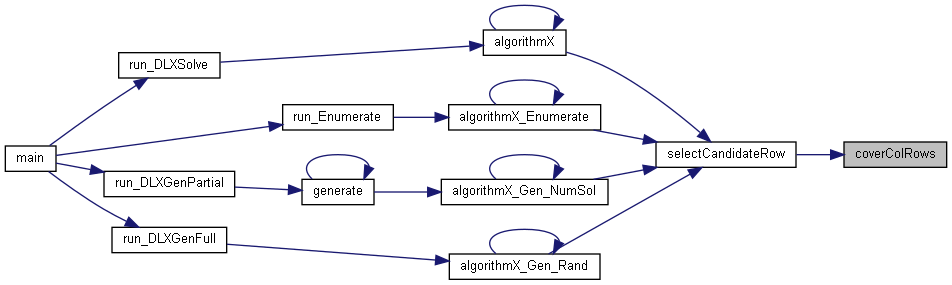 main
run_DLXSolve
run_Enumerate
run_DLXGenPartial
run_DLXGenFull
generate
algorithmX
algorithmX_Enumerate
algorithmX_Gen_NumSol
algorithmX_Gen_Rand
selectCandidateRow
coverColRows